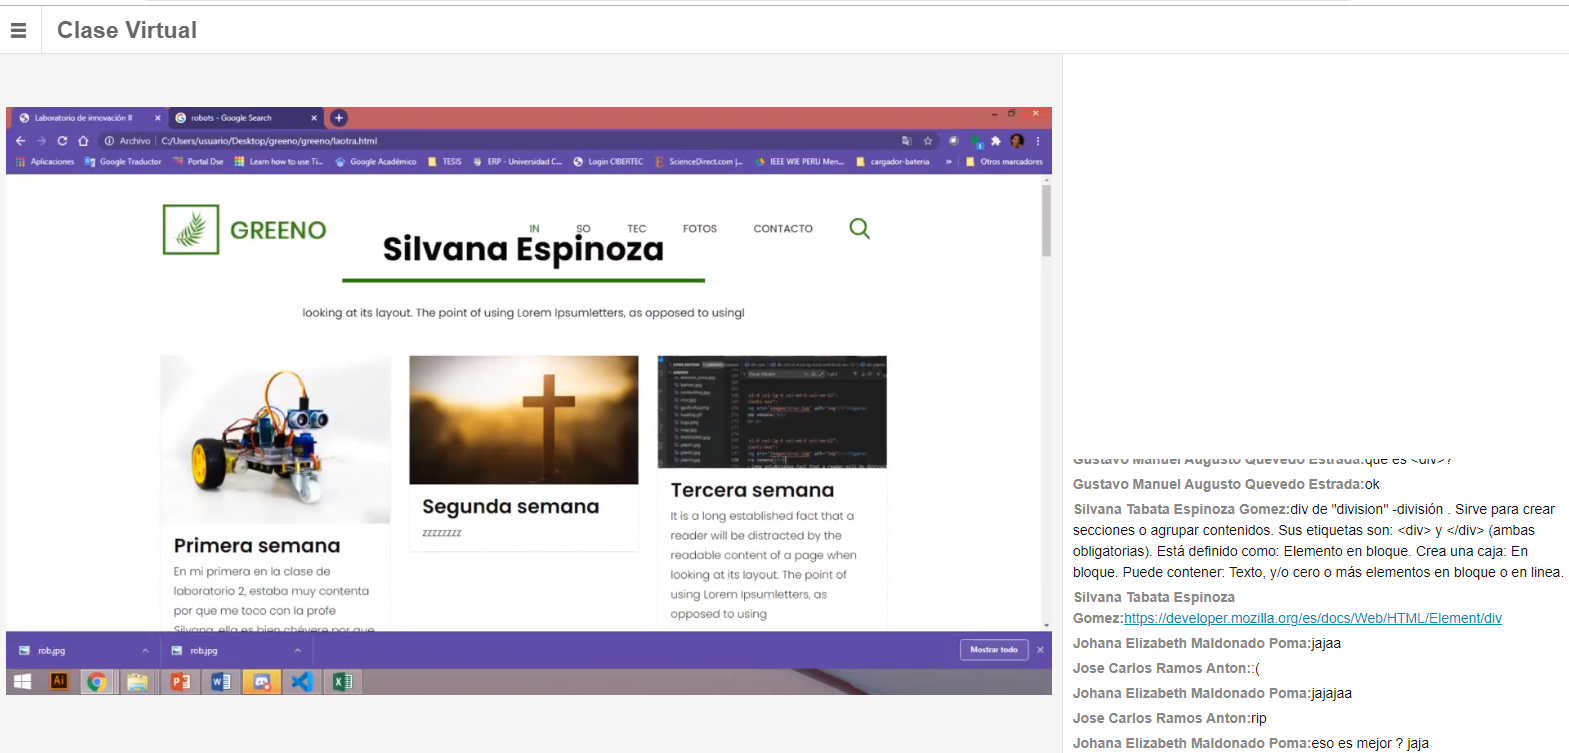 Clase Virtual
Laboratorio de innovación II
robots - Google Search
Archivo
C:/Users/usuario/Desktop/greeno/greeno/laotra.html
Aplicaciones
Google Traductor
Portal Dse
Learn how to use Ti...
Google Académico
TESIS
ERP - Universidad C...
Login CIBERTEC
ScienceDirect.com |...
IEEE WIE PERU Men...
cargador-bateria
»
Otros marcadores
GREENO
IN
SO
TEC
FOTOS
CONTACTO
Silvana Espinoza
looking at its layout. The point of using Lorem Ipsumletters, as opposed to usingl
Primera semana
En mi primera en la clase de
laboratorio 2, estaba muy contenta
por que me toco con la profe
Silvana, ella es bien chévere por que
Segunda semana
zzzzzzzz
Tercera semana
It is a long established fact that a
reader will be distracted by the
readable content of a page when
looking at its layout. The point of
using Lorem Ipsumletters, as
opposed to using
rob.jpg
rob.jpg
Mostrar todo
Ai
Gustavo Manuel Augusto Quevedo Estrada:que es <div>?
Gustavo Manuel Augusto Quevedo Estrada:ok
Silvana Tabata Espinoza Gomez:div de "division" -división . Sirve para crear
secciones o agrupar contenidos. Sus etiquetas son: <div> y </div> (ambas
obligatorias). Está definido como: Elemento en bloque. Crea una caja: En
bloque. Puede contener: Texto, y/o cero o más elementos en bloque o en linea.
Silvana Tabata Espinoza
Gomez:https://developer.mozilla.org/es/docs/Web/HTML/Element/div
Johana Elizabeth Maldonado Poma:jajaa
Jose Carlos Ramos Anton::(
Johana Elizabeth Maldonado Poma:jajajaa
Jose Carlos Ramos Anton:rip
Johana Elizabeth Maldonado Poma:eso es mejor ? jaja